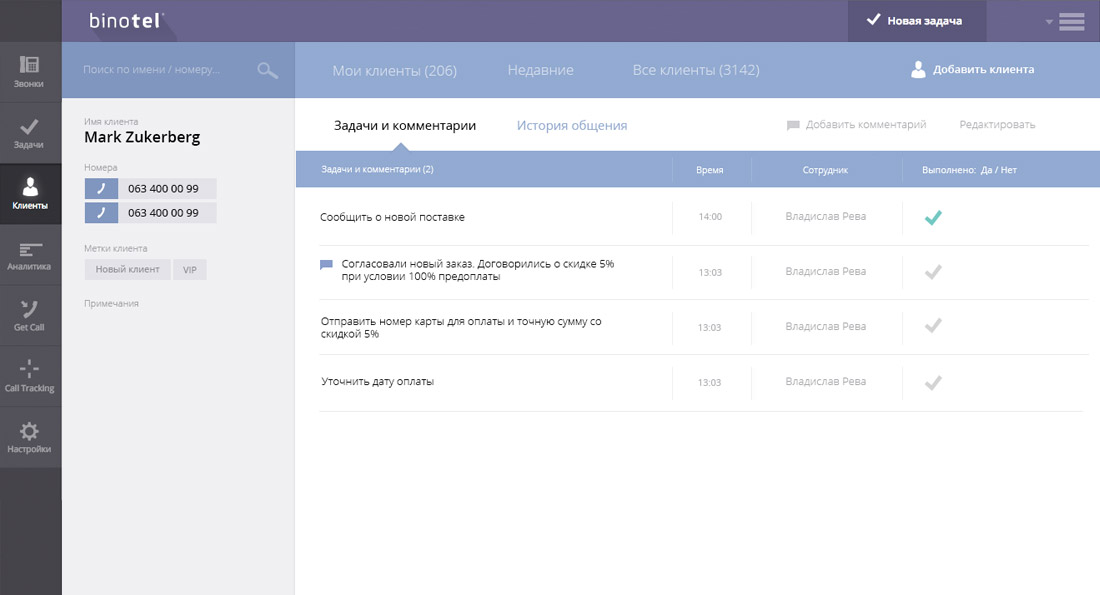 binotel
Новая задача
Звонки
Задачи
Клиенты
Аналитика
Get Call
Call Tracking
Настройки
Поиск по имени / номеру...
Мои клиенты (206)
Недавние
Все клиенты (3142)
Добавить клиента
Имя клиента
Mark Zukerberg
Номера
063 400 00 99
063 400 00 99
Метки клиента
Новый клиент
VIP
Примечания
Задачи и комментарии
История общения
Добавить комментарий
Редактировать
Задачи и комментарии (2)
Время
Сотрудник
Выполнено: Да / Нет
Сообщить о новой поставке
14:00
Владислав Рева
Согласовали новый заказ. Договорились о скидке 5%
при условии 100% предоплаты
13:03
Владислав Рева
Отправить номер карты для оплаты и точную сумму со
скидкой 5%
13:03
Владислав Рева
Уточнить дату оплаты
13:03
Владислав Рева